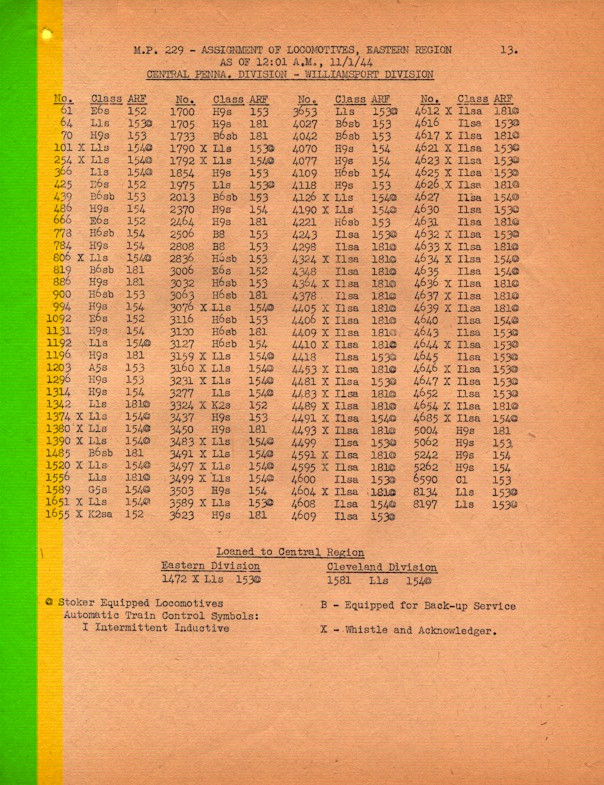 M.P. 229 - ASSIGNMENT OF LOCOMOTIVES, EASTERN REGION 13.
AS OF 12:01 A.M., 11/1/44
CENTRAL PENNA. DIVISION - WILLIAMSPORT DIVISION
No. Class ARF No. Class ARF No. Class ARF No. Class ARF
61 E6s 152 1700 H9s 153 3653 L1s 153@ 4612 X I1sa 181@
64 L1s 153@ 1705 H9s 181 4027 B6sb 153 4616 I1sa 153@
70 H9s 153 1733 B6sb 181 4042 B6sb 153 4617 X I1sa 181@
101 X L1s 154@ 1790 X L1s 153@ 4070 H9s 154 4621 X I1sa 153@
254 X L1s 154@ 1792 X L1s 154@ 4077 H9s 154 4623 X I1sa 153@
366 L1s 154@ 1854 H9s 153 4109 H6sb 154 4625 X I1sa 153@
425 E6s 152 1975 L1s 153@ 4118 H9s 153 4626 X I1sa 181@
439 B6sb 153 2013 B6sb 153 4126 X L1s 154@ 4627 I1sa 154@
486 H9s 154 2370 H9s 154 4190 X L1s 154@ 4630 I1sa 153@
666 E6s 152 2464 H9s 181 4221 H6sb 153 4631 I1sa 181@
778 H6sb 154 2506 B8 153 4243 I1sa 153@ 4632 X I1sa 153@
784 H9s 154 2808 B8 153 4298 I1sa 181@ 4633 X I1sa 181@
806 X L1s 154@ 2836 H6sb 153 4324 X I1sa 181@ 4634 X I1sa 154@
819 B6sb 181 3006 E6s 152 4348 I1sa 181@ 4635 I1sa 154@
886 H9s 181 3032 H6sb 153 4364 X I1sa 181@ 4636 X I1sa 181@
900 H6sb 153 3063 H6sb 181 4378 I1sa 181@ 4637 X I1sa 181@
994 H9s 154 3076 X L1s 154@ 4405 X I1sa 181@ 4639 X I1sa 181@
1092 E6s 152 3116 H6sb 153 4406 X I1sa 181@ 4640 I1sa 154@
1131 H9s 154 3120 H6sb 181 4409 X I1sa 181@ 4643 I1sa 153@
1192 L1s 154@ 3127 H6sb 154 4410 X I1sa 181@ 4644 X I1sa 153@
1196 H9s 181 3159 X L1s 154@ 4418 I1sa 153@ 4645 I1sa 153@
1203 A5s 153 3160 X L1s 154@ 4453 X I1sa 181@ 4646 X I1sa 153@
1296 H9s 153 3231 X L1s 154@ 4481 X I1sa 153@ 4647 X I1sa 153@
1314 H9s 154 3277 L1s 154@ 4483 X I1sa 181@ 4652 I1sa 153@
1342 L1s 181@ 3324 X K2s 152 4489 X I1sa 181@ 4654 X I1sa 181@
1374 X L1s 154@ 3437 H9s 153 4491 X I1sa 181@ 4685 X I1sa 154@
1380 X L1s 154@ 3450 H9s 181 4493 X I1sa 181@ 5004 H9s 181
1390 X L1s 154@ 3483 X L1s 154@ 4499 I1sa 153@ 5062 H9s 153
1485 B6sb 181 3491 X L1s 154@ 4591 X I1sa 181@ 5242 H9s 154
1520 X L1s 154@ 3497 X L1s 154@ 4595 X I1sa 181@ 5262 H9s 154
1556 L1s 181@ 3499 X L1s 154@ 4600 I1sa 153@ 6590 C1 153
1589 G5s 154@ 3503 H9s 154 4604 X I1sa 181@ 8134 L1s 153@
1651 X L1s 154@ 3589 X L1s 153@ 4608 I1sa 154@ 8197 L1s 153@
1655 X K2sa 152 3623 H9s 181 4609 I1sa 153@
Loaned to Central Region
Eastern Division Cleveland Division
1472 X L1s 153@ 1581 L1s 154@
@ Stoker Equipped Locomotives B - Equipped for Back-up Service
Automatic Train Control Symbols:
I Intermittent Inductive X - Whistle and Acknowledger.